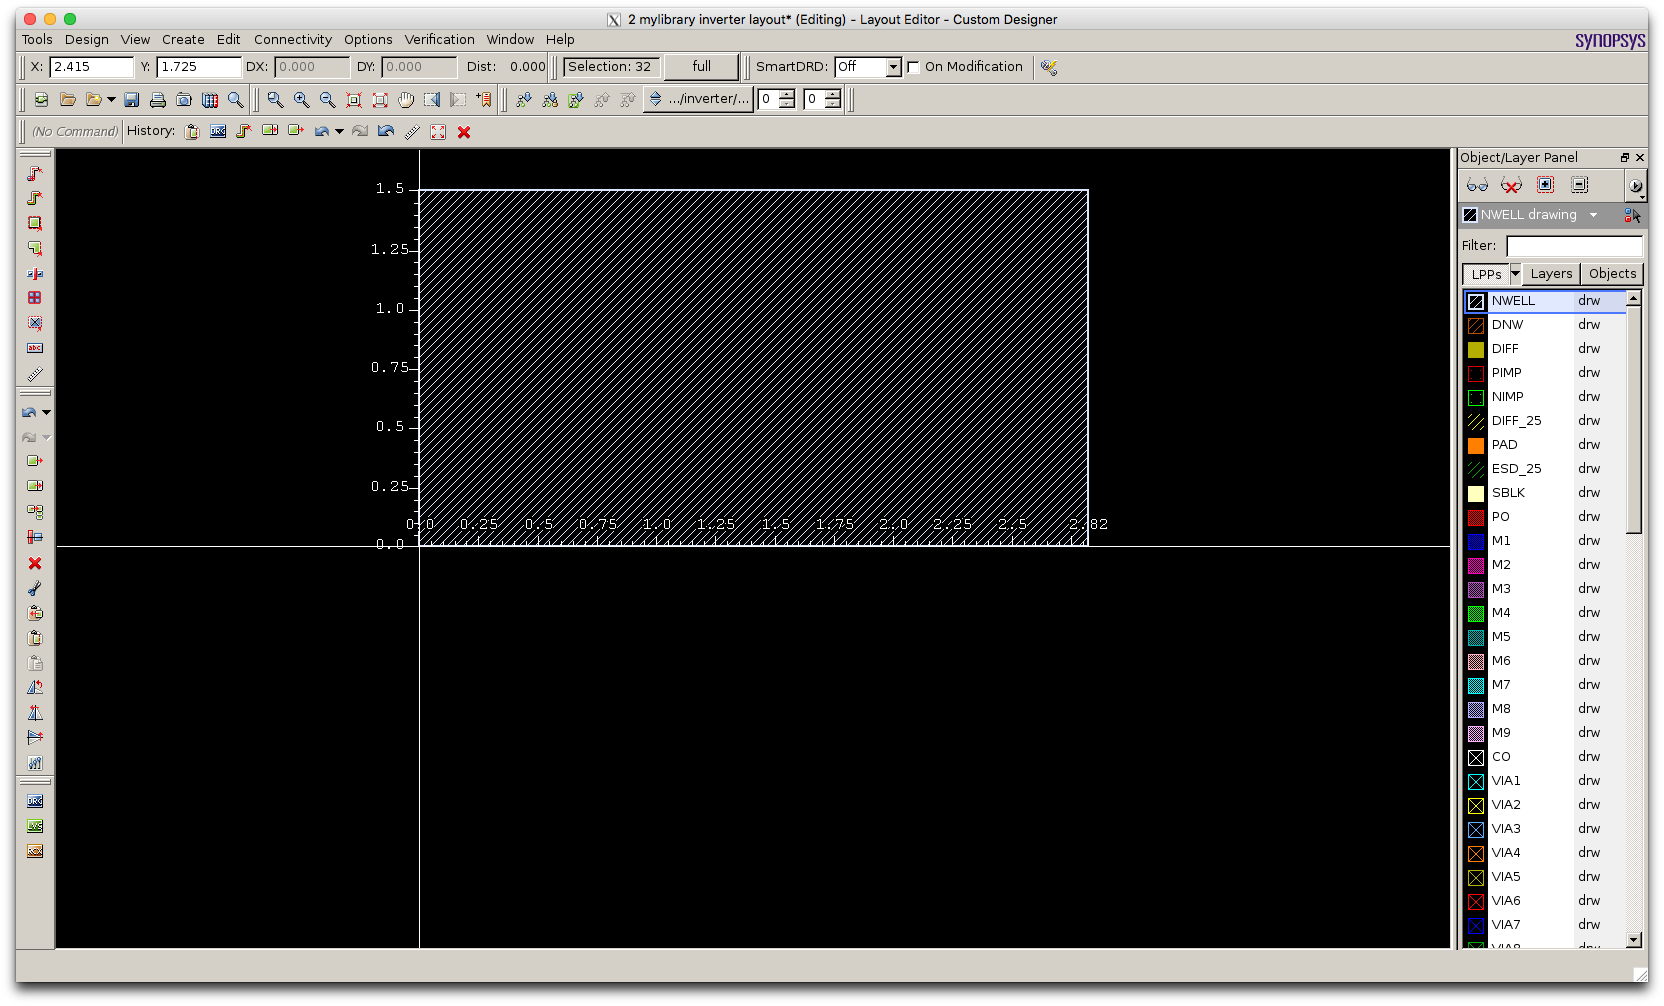 2 mylibrary inverter layout* (Editing) - Layout Editor - Custom Designer
Tools Design View Create Edit Connectivity Options Verification Window Help
SYNOPSYS
X: 2.415 Y: 1.725 DX: 0.000 DY: 0.000 Dist: 0.000 Selection: 32 full SmartDRD: Off On Modification
.../inverter/... 0 0
(No Command) History: DRC
Object/Layer Panel
NWELL drawing
Filter:
LPPs Layers Objects
NWELL drw
DNW drw
DIFF drw
PIMP drw
NIMP drw
DIFF_25 drw
PAD drw
ESD_25 drw
SBLK drw
PO drw
M1 drw
M2 drw
M3 drw
M4 drw
M5 drw
M6 drw
M7 drw
M8 drw
M9 drw
CO drw
VIA1 drw
VIA2 drw
VIA3 drw
VIA4 drw
VIA5 drw
VIA6 drw
VIA7 drw
VIA8 drw
1.5
1.25
1.0
0.75
0.5
0.25
0.0 0.25 0.5 0.75 1.0 1.25 1.5 1.75 2.0 2.25 2.5 2.82
0.0
abc
DRC
LVS